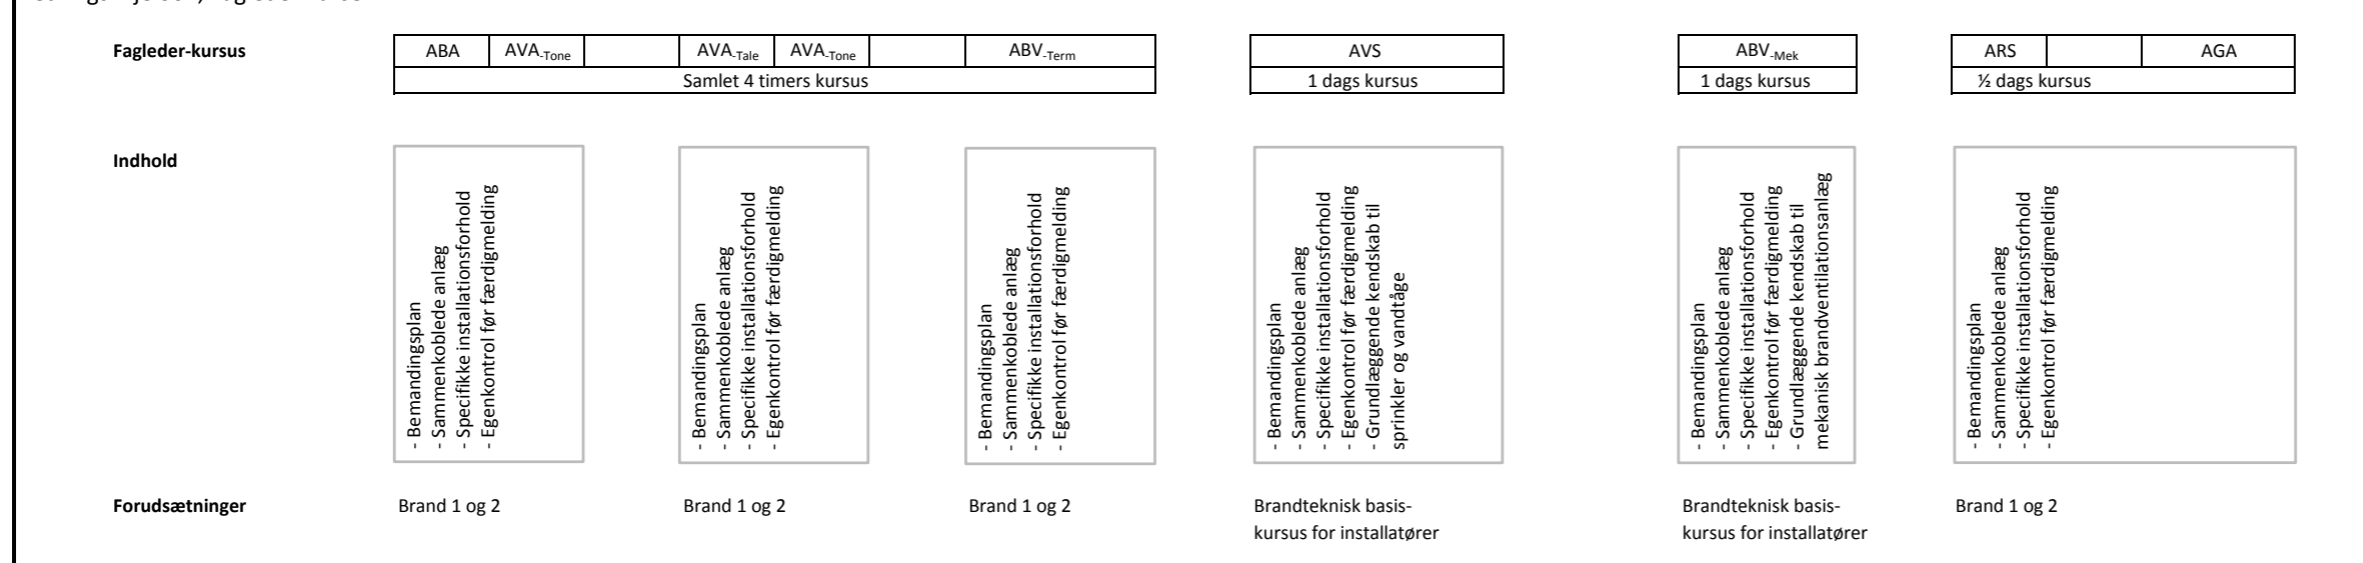 Fagleder-kursus
ABA AVA-Tone AVA-Tale AVA-Tone ABV-Term
Samlet 4 timers kursus
AVS
1 dags kursus
ABV-Mek
1 dags kursus
ARS AGA
½ dags kursus
Indhold
- Bemandingsplan
- Sammenkoblede anlæg
- Specifikke installationsforhold
- Egenkontrol før færdigmelding
- Bemandingsplan
- Sammenkoblede anlæg
- Specifikke installationsforhold
- Egenkontrol før færdigmelding
- Bemandingsplan
- Sammenkoblede anlæg
- Specifikke installationsforhold
- Egenkontrol før færdigmelding
- Bemandingsplan
- Sammenkoblede anlæg
- Specifikke installationsforhold
- Egenkontrol før færdigmelding
- Grundlæggende kendskab til
sprinkler og vandtåge
- Bemandingsplan
- Sammenkoblede anlæg
- Specifikke installationsforhold
- Egenkontrol før færdigmelding
- Grundlæggende kendskab til
mekanisk brandventilationsanlæg
- Bemandingsplan
- Sammenkoblede anlæg
- Specifikke installationsforhold
- Egenkontrol før færdigmelding
Forudsætninger
Brand 1 og 2
Brand 1 og 2
Brand 1 og 2
Brandteknisk basis-
kursus for installatører
Brandteknisk basis-
kursus for installatører
Brand 1 og 2